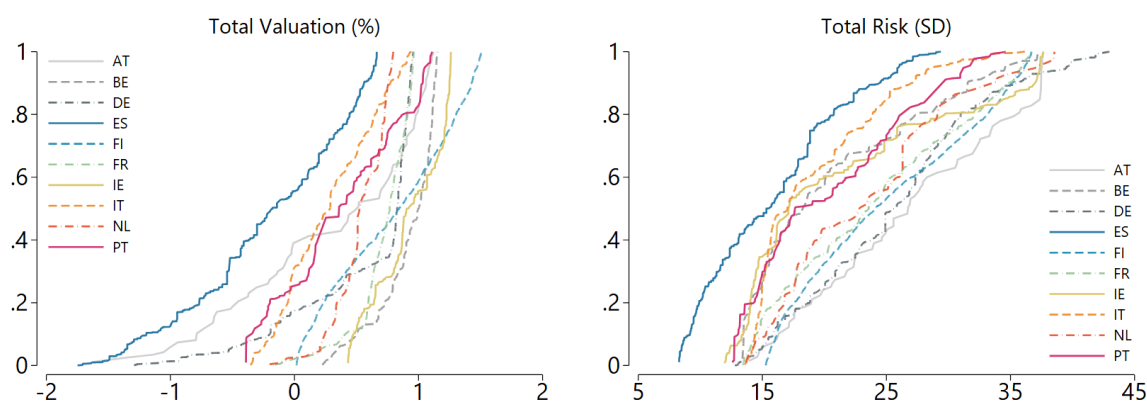 Total Valuation (%)
1
.8
.6
.4
.2
0
AT
BE
DE
ES
FI
FR
IE
IT
NL
PT
-2
-1
0
1
2
Total Risk (SD)
1
.8
.6
.4
.2
0
AT
BE
DE
ES
FI
FR
IE
IT
NL
PT
5
15
25
35
45